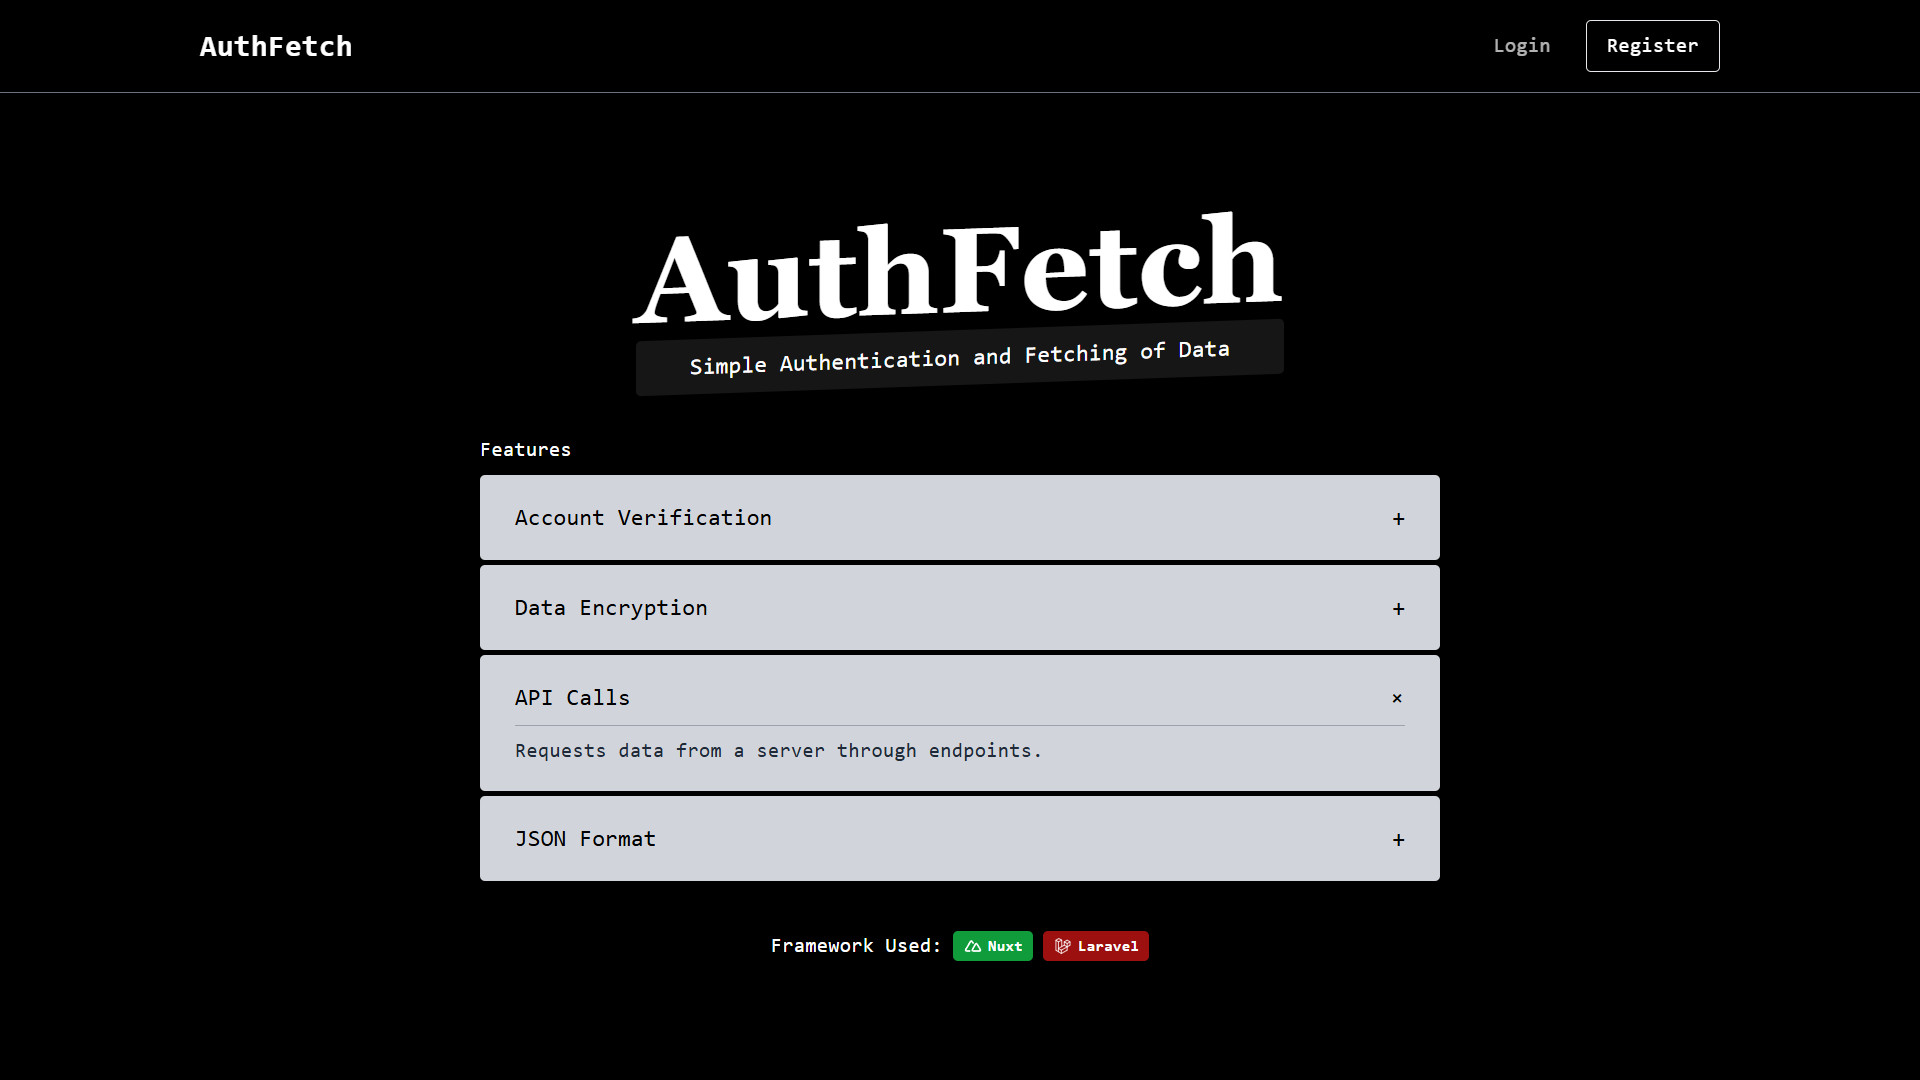 AuthFetch
Login
Register
AuthFetch
Simple Authentication and Fetching of Data
Features
Account Verification +
Data Encryption +
API Calls ×
Requests data from a server through endpoints.
JSON Format +
Framework Used: Nuxt Laravel